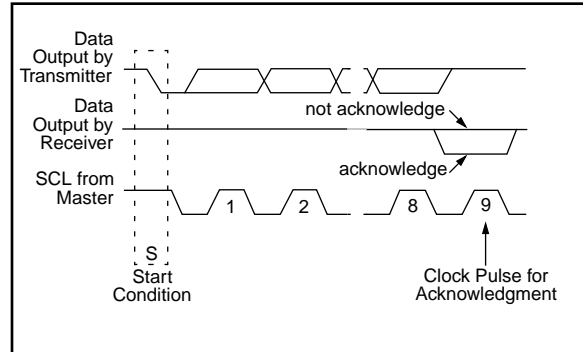 Data
Output by
Transmitter
Data
Output by
Receiver
not acknowledge
acknowledge
SCL from
Master
1
2
8
9
S
Start
Condition
Clock Pulse for
Acknowledgment